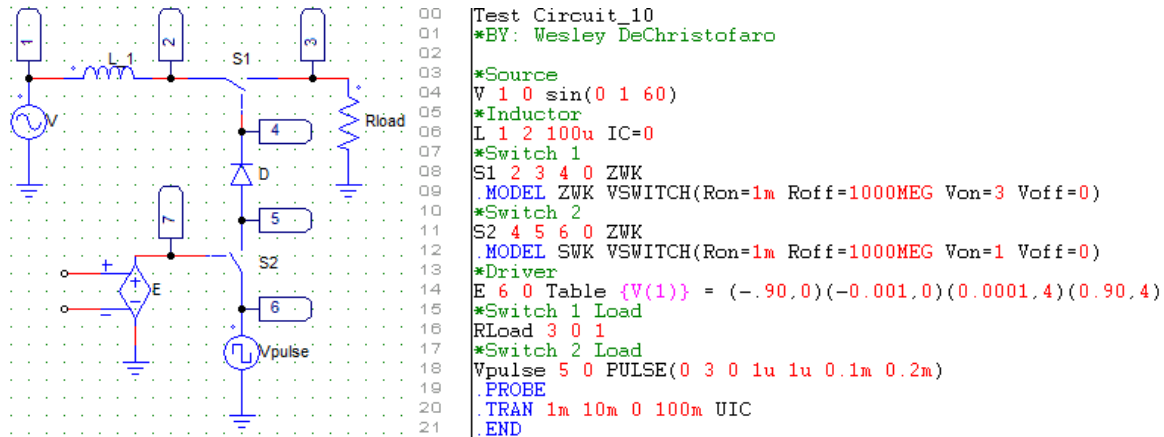 1
2
3
L_1
S1
V
Rload
4
D
5
7
S2
E
6
Vpulse
00 Test Circuit_10
01 *BY: Wesley DeChristofaro
02
03 *Source
04 V 1 0 sin(0 1 60)
05 *Inductor
06 L 1 2 100u IC=0
07 *Switch 1
08 S1 2 3 4 0 ZWK
09 .MODEL ZWK VSWITCH(Ron=1m Roff=1000MEG Von=3 Voff=0)
10 *Switch 2
11 S2 4 5 6 0 ZWK
12 .MODEL SWK VSWITCH(Ron=1m Roff=1000MEG Von=1 Voff=0)
13 *Driver
14 E 6 0 Table {V(1)} = (-.90,0)(-0.001,0)(0.0001,4)(0.90,4)
15 *Switch 1 Load
16 RLoad 3 0 1
17 *Switch 2 Load
18 Vpulse 5 0 PULSE(0 3 0 1u 1u 0.1m 0.2m)
19 .PROBE
20 .TRAN 1m 10m 0 100m UIC
21 .END